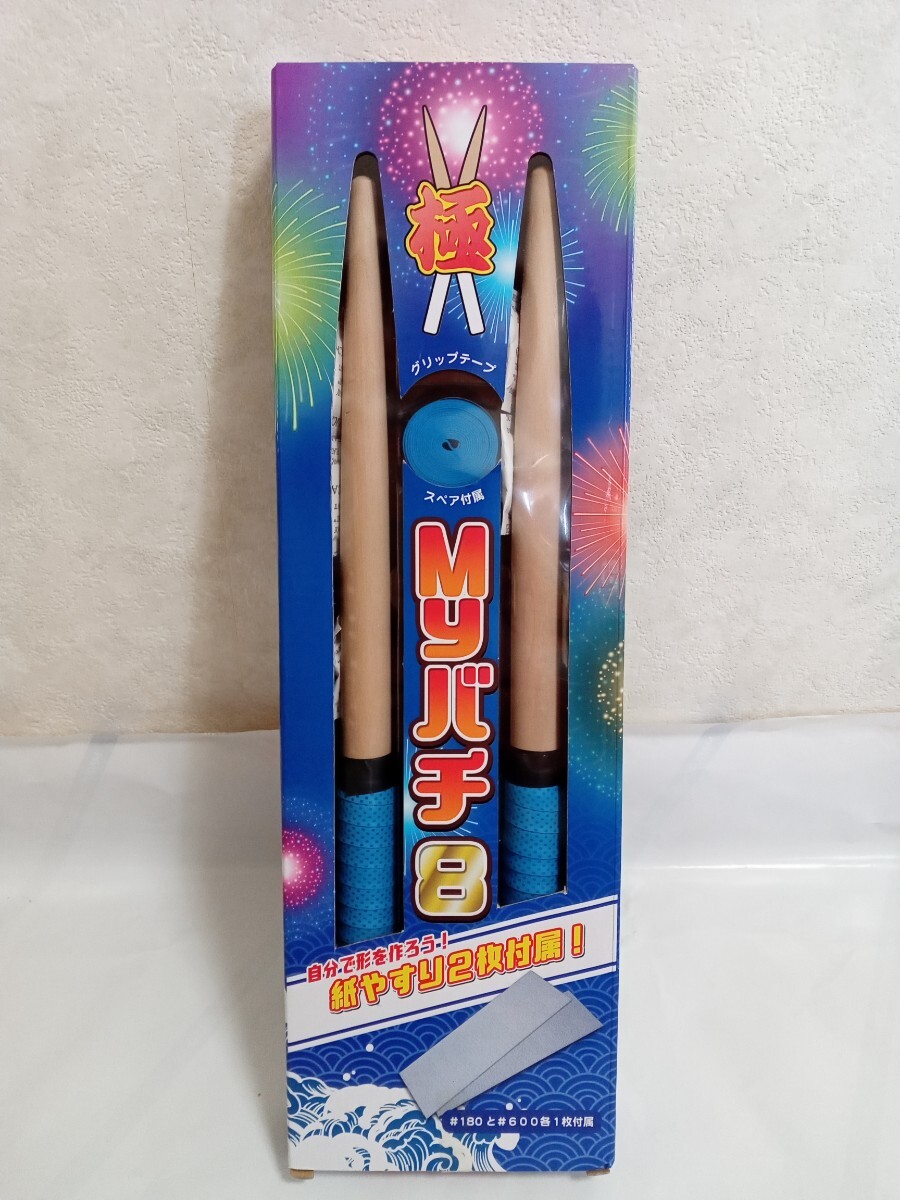 極
グリップテープ
スペア付属
Myバチ8
自分で形を作ろう!
紙やすり2枚付属!
#180と#600各1枚付属